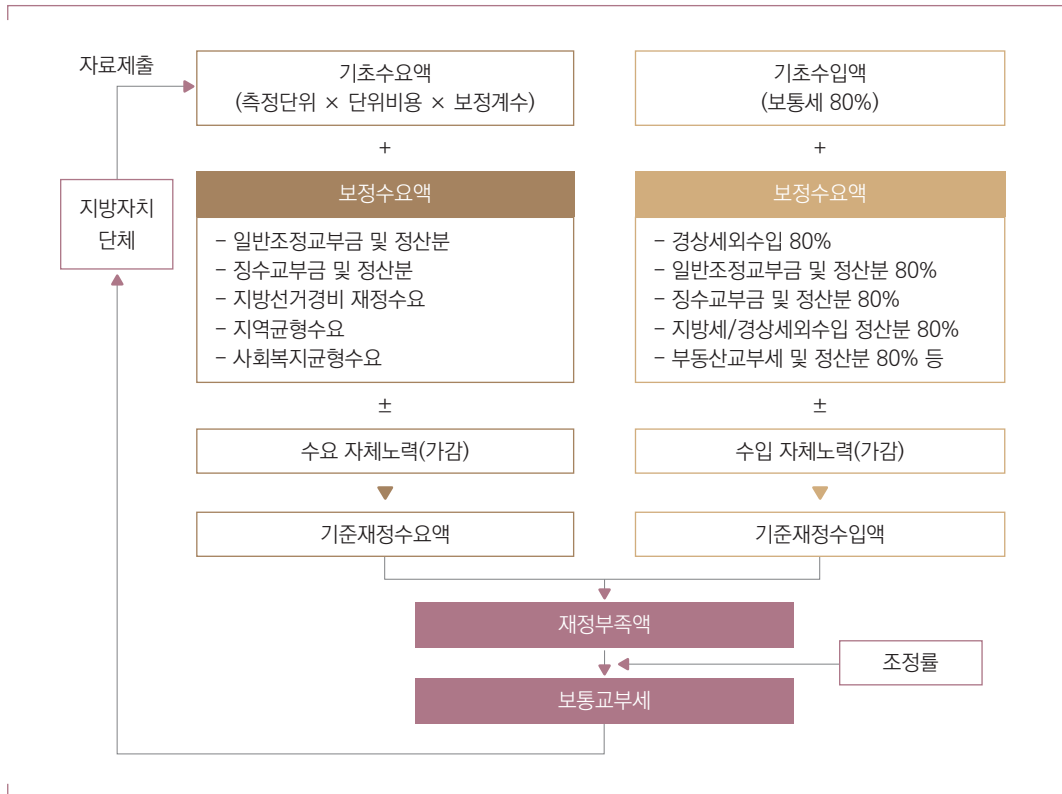 자료제출
기초수요액
(측정단위 × 단위비용 × 보정계수)
+
보정수요액
- 일반조정교부금 및 정산분
- 징수교부금 및 정산분
- 지방선거경비 재정수요
- 지역균형수요
- 사회복지균형수요
±
수요 자체노력(가감)
기준재정수요액
기초수입액
(보통세 80%)
+
보정수요액
- 경상세외수입 80%
- 일반조정교부금 및 정산분 80%
- 징수교부금 및 정산분 80%
- 지방세/경상세외수입 정산분 80%
- 부동산교부세 및 정산분 80% 등
±
수입 자체노력(가감)
기준재정수입액
지방자치
단체
재정부족액
조정률
보통교부세